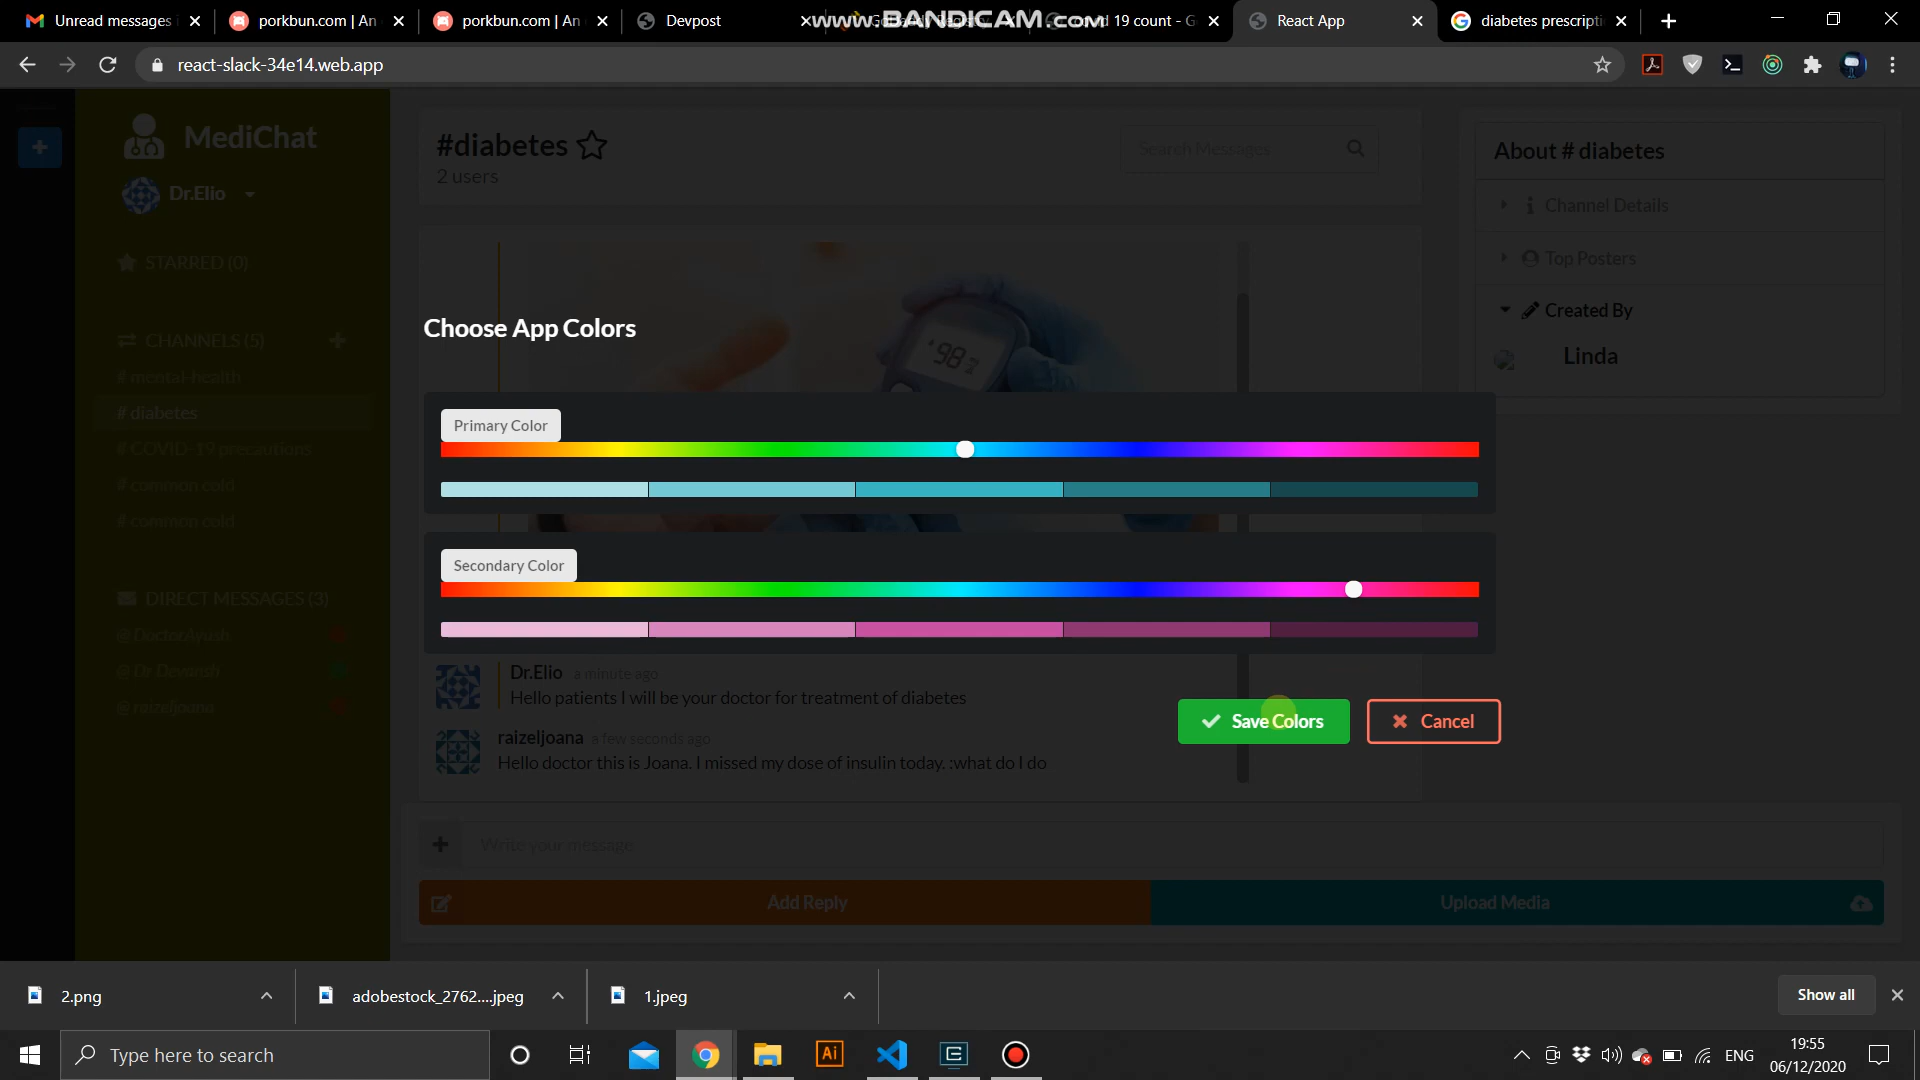 Unread messages
porkbun.com | An
porkbun.com | An
Devpost
www.BANDICAM.com
19 count - G
React App
diabetes prescripti
react-slack-34e14.web.app
MediChat
Dr.Elio
STARRED (0)
CHANNELS (5)
# mental-health
# diabetes
# COVID-19 precautions
# common cold
# common cold
DIRECT MESSAGES (3)
@ DoctorAyush
@ Dr Devansh
@ raizeljoana
#diabetes
2 users
Search Messages
98
About # diabetes
Channel Details
Top Posters
Created By
Linda
Choose App Colors
Primary Color
Secondary Color
Save Colors
Cancel
Dr.Elio a minute ago
Hello patients I will be your doctor for treatment of diabetes
raizeljoana a few seconds ago
Hello doctor this is Joana. I missed my dose of insulin today. :what do I do
Write your message
Add Reply
Upload Media
2.png
adobestock_2762....jpeg
1.jpeg
Show all
Type here to search
Ai
ENG
19:55
06/12/2020